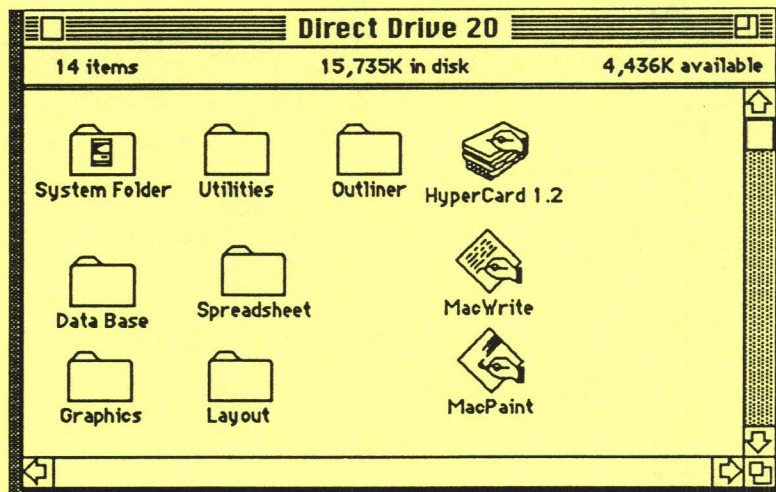 Direct Drive 20
14 items 15,735K in disk 4,436K available
System Folder Utilities Outliner HyperCard 1.2
Data Base Spreadsheet MacWrite
Graphics Layout MacPaint